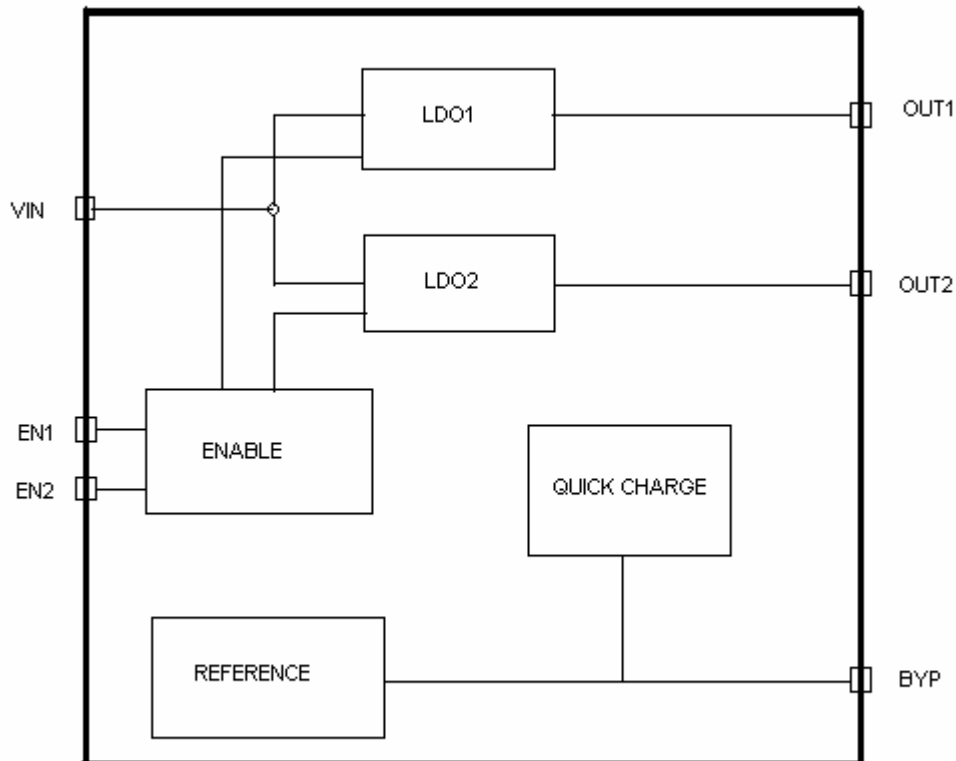 LDO1
OUT1
VIN
LDO2
OUT2
EN1
ENABLE
EN2
QUICK CHARGE
REFERENCE
BYP